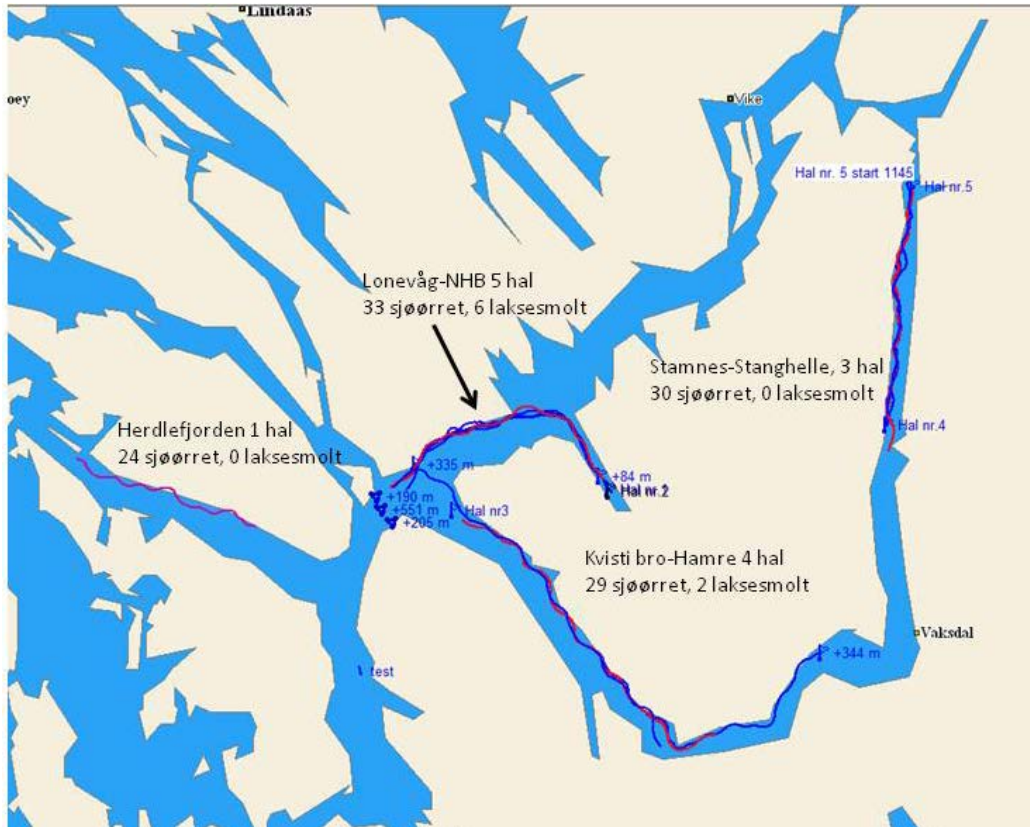 Lindaas
oey
Vike
Hal nr. 5 start 1145
Hal nr.5
Lonevåg-NHB 5 hal
33 sjøørret, 6 laksesmolt
Stamnes-Stanghelle, 3 hal
30 sjøørret, 0 laksesmolt
Herdlefjorden 1 hal
24 sjøørret, 0 laksesmolt
Hal nr.4
+335 m
+84 m
Hal nr.2
+190 m
+551 m
+205 m
Hal nr3
Kvisti bro-Hamre 4 hal
29 sjøørret, 2 laksesmolt
Vaksdal
+344 m
test